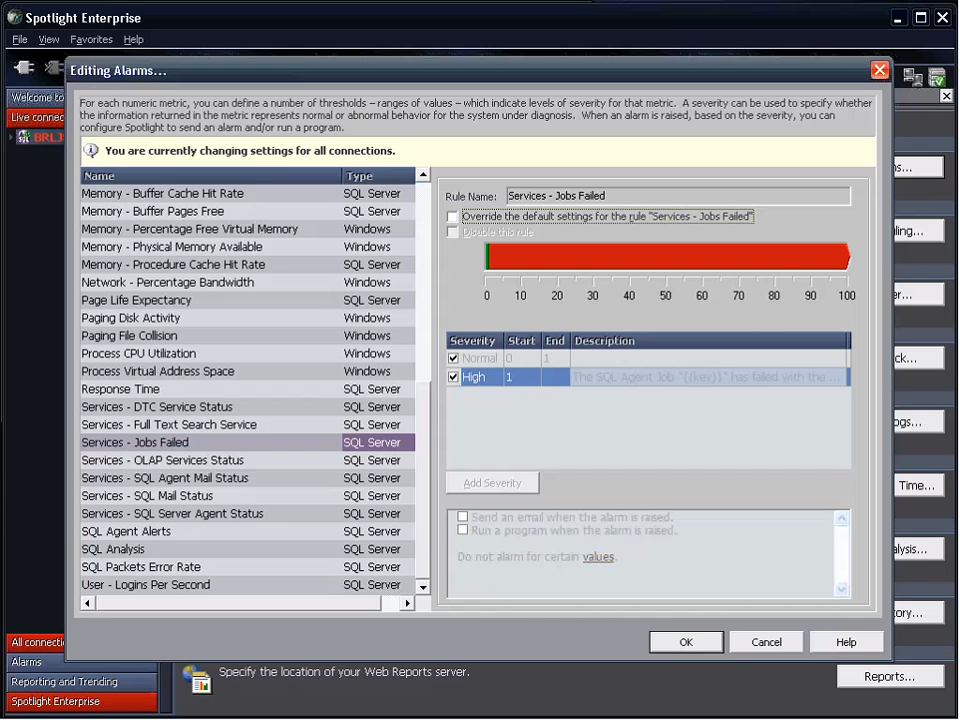 Spotlight Enterprise
File View Favorites Help
Editing Alarms...
Welcome to
Live connec
BRLJ
For each numeric metric, you can define a number of thresholds – ranges of values – which indicate levels of severity for that metric. A severity can be used to specify whether
the information returned in the metric represents normal or abnormal behavior for the system under diagnosis. When an alarm is raised, based on the severity, you can
configure Spotlight to send an alarm and/or run a program.
You are currently changing settings for all connections.
Name Type
Memory - Buffer Cache Hit Rate SQL Server
Memory - Buffer Pages Free SQL Server
Memory - Percentage Free Virtual Memory Windows
Memory - Physical Memory Available Windows
Memory - Procedure Cache Hit Rate SQL Server
Network - Percentage Bandwidth Windows
Page Life Expectancy SQL Server
Paging Disk Activity Windows
Paging File Collision Windows
Process CPU Utilization Windows
Process Virtual Address Space Windows
Response Time SQL Server
Services - DTC Service Status SQL Server
Services - Full Text Search Service SQL Server
Services - Jobs Failed SQL Server
Services - OLAP Services Status SQL Server
Services - SQL Agent Mail Status SQL Server
Services - SQL Mail Status SQL Server
Services - SQL Server Agent Status SQL Server
SQL Agent Alerts SQL Server
SQL Analysis SQL Server
SQL Packets Error Rate SQL Server
User - Logins Per Second SQL Server
Rule Name: Services - Jobs Failed
Override the default settings for the rule "Services - Jobs Failed"
Disable this rule
0 10 20 30 40 50 60 70 80 90 100
Severity Start End Description
Normal 0 1
High 1 The SQL Agent Job "{{key}}" has failed with the ...
Add Severity
Send an email when the alarm is raised.
Run a program when the alarm is raised.
Do not alarm for certain values.
OK Cancel Help
s...
ling...
er...
ck...
ogs...
Time...
lysis...
ory...
All connecti
Alarms
Reporting and Trending
Spotlight Enterprise
Specify the location of your Web Reports server.
Reports...